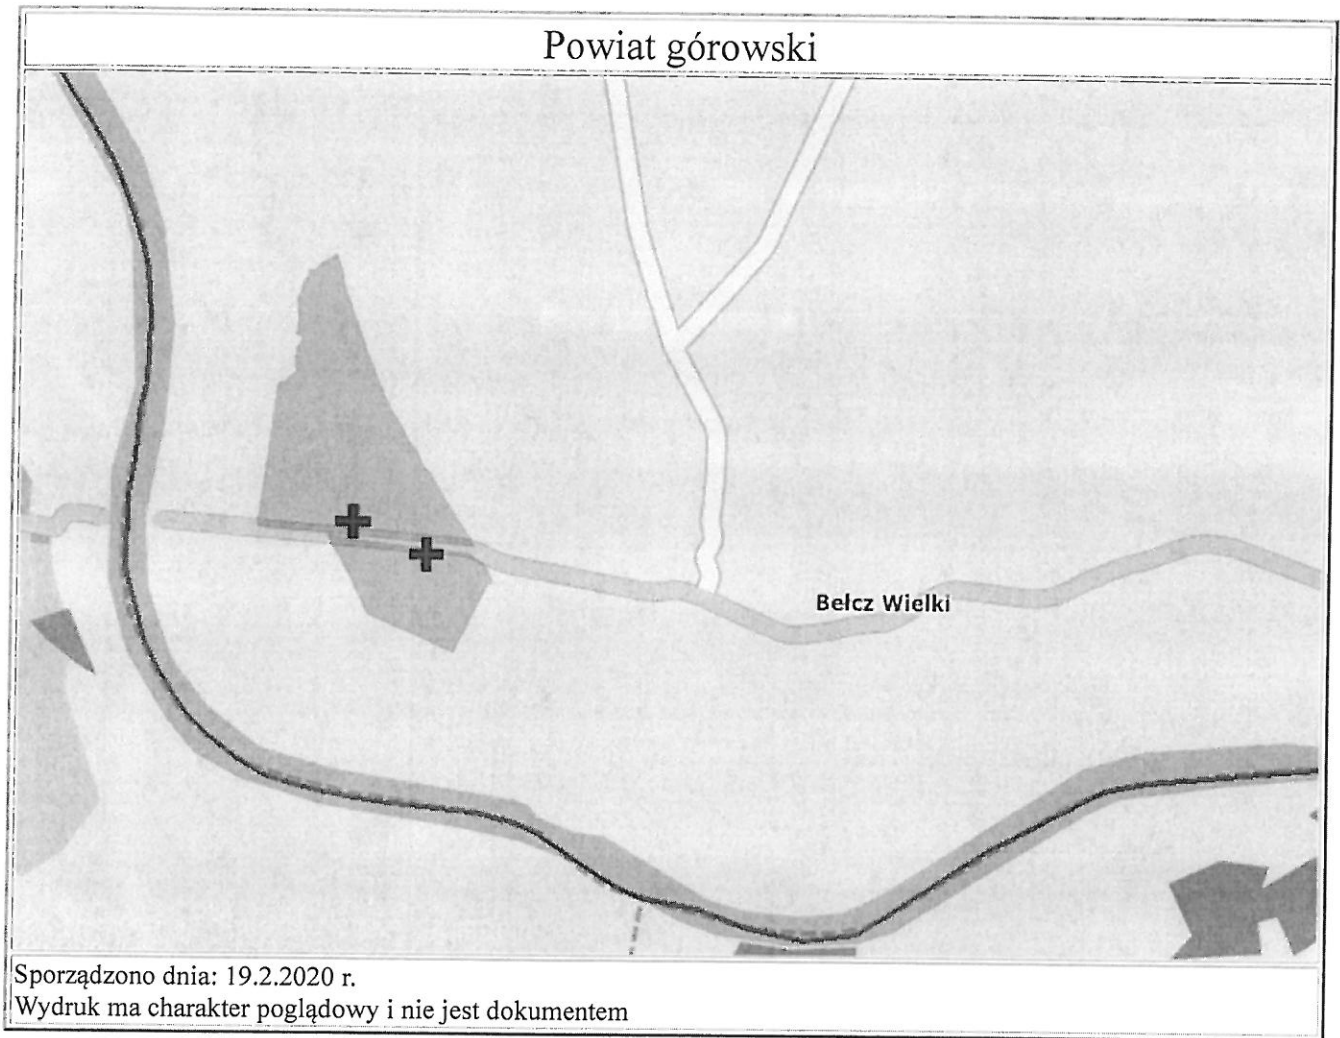 Powiat górowski
Bełcz Wielki
Sporządzono dnia: 19.2.2020 r.
Wydruk ma charakter poglądowy i nie jest dokumentem